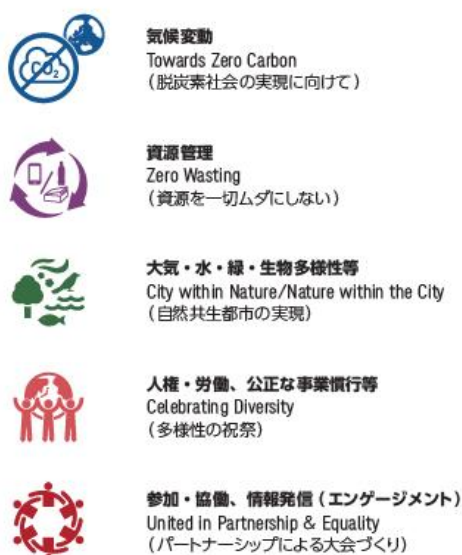 CO₂
気候変動
Towards Zero Carbon
（脱炭素社会の実現に向けて）
資源管理
Zero Wasting
（資源を一切ムダにしない）
大気・水・緑・生物多様性等
City within Nature/Nature within the City
（自然共生都市の実現）
人権・労働、公正な事業慣行等
Celebrating Diversity
（多様性の祝祭）
参加・協働、情報発信（エンゲージメント）
United in Partnership & Equality
（パートナーシップによる大会づくり）